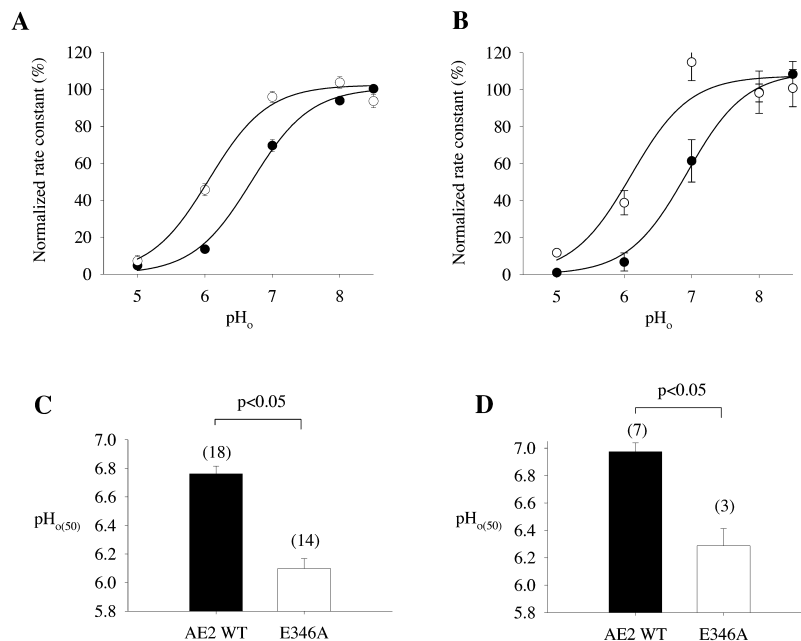 A
Normalized rate constant (%)
120
100
80
60
40
20
0
5 6 7 8
pHo
B
Normalized rate constant (%)
120
100
80
60
40
20
0
5 6 7 8
pHo
C
p<0.05
pHo(50)
7.0
6.8
6.6
6.4
6.2
6.0
5.8
(18)
(14)
AE2 WT E346A
D
p<0.05
pHo(50)
7.0
6.8
6.6
6.4
6.2
6.0
5.8
(7)
(3)
AE2 WT E346A